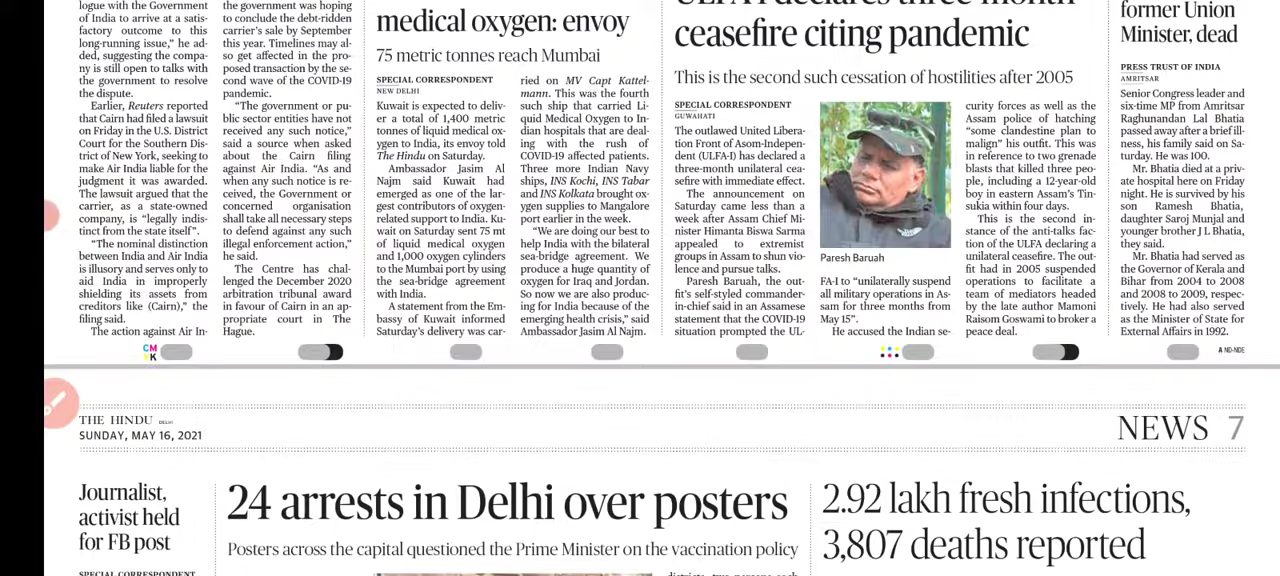 logue with the Government
of India to arrive at a satis-
factory outcome to this
long-running issue,” he ad-
ded, suggesting the compa-
ny is still open to talks with
the government to resolve
the dispute.
Earlier, Reuters reported
that Cairn had filed a lawsuit
on Friday in the U.S. District
Court for the Southern Dis-
trict of New York, seeking to
make Air India liable for the
judgment it was awarded.
The lawsuit argued that the
carrier, as a state-owned
company, is “legally indis-
tinct from the state itself”.
“The nominal distinction
between India and Air India
is illusory and serves only to
aid India in improperly
shielding its assets from
creditors like (Cairn),” the
filing said.
The action against Air In-
the government was hoping
to conclude the debt-ridden
carrier’s sale by September
this year. Timelines may al-
so get affected in the pro-
posed transaction by the se-
cond wave of the COVID-19
pandemic.
“The government or pu-
blic sector entities have not
received any such notice,”
said a source when asked
about the Cairn filing
against Air India. “As and
when any such notice is re-
ceived, the Government or
concerned organisation
shall take all necessary steps
to defend against any such
illegal enforcement action,”
he said.
The Centre has chal-
lenged the December 2020
arbitration tribunal award
in favour of Cairn in an ap-
propriate court in The
Hague.
medical oxygen: envoy
75 metric tonnes reach Mumbai
SPECIAL CORRESPONDENT
NEW DELHI
Kuwait is expected to deliv-
er a total of 1,400 metric
tonnes of liquid medical ox-
ygen to India, its envoy told
The Hindu on Saturday.
Ambassador Jasim Al
Najm said Kuwait had
emerged as one of the lar-
gest contributors of oxygen-
related support to India. Ku-
wait on Saturday sent 75 mt
of liquid medical oxygen
and 1,000 oxygen cylinders
to the Mumbai port by using
the sea-bridge agreement
with India.
A statement from the Em-
bassy of Kuwait informed
Saturday’s delivery was car-
ried on MV Capt Kattel-
mann. This was the fourth
such ship that carried Li-
quid Medical Oxygen to In-
dian hospitals that are deal-
ing with the rush of
COVID-19 affected patients.
Three more Indian Navy
ships, INS Kochi, INS Tabar
and INS Kolkata brought ox-
ygen supplies to Mangalore
port earlier in the week.
“We are doing our best to
help India with the bilateral
sea-bridge agreement. We
produce a huge quantity of
oxygen for Iraq and Jordan.
So now we are also produc-
ing for India because of the
emerging health crisis,” said
Ambassador Jasim Al Najm.
ULFA-I declares three-month
ceasefire citing pandemic
This is the second such cessation of hostilities after 2005
SPECIAL CORRESPONDENT
GUWAHATI
The outlawed United Libera-
tion Front of Asom-Indepen-
dent (ULFA-I) has declared a
three-month unilateral cea-
sefire with immediate effect.
The announcement on
Saturday came less than a
week after Assam Chief Mi-
nister Himanta Biswa Sarma
appealed to extremist
groups in Assam to shun vio-
lence and pursue talks.
Paresh Baruah, the out-
fit’s self-styled commander-
in-chief said in an Assamese
statement that the COVID-19
situation prompted the UL-
Paresh Baruah
FA-I to “unilaterally suspend
all military operations in As-
sam for three months from
May 15”.
He accused the Indian se-
curity forces as well as the
Assam police of hatching
“some clandestine plan to
malign” his outfit. This was
in reference to two grenade
blasts that killed three peo-
ple, including a 12-year-old
boy in eastern Assam’s Tin-
sukia within four days.
This is the second in-
stance of the anti-talks fac-
tion of the ULFA declaring a
unilateral ceasefire. The out-
fit had in 2005 suspended
operations to facilitate a
team of mediators headed
by the late author Mamoni
Raisom Goswami to broker a
peace deal.
former Union
Minister, dead
PRESS TRUST OF INDIA
AMRITSAR
Senior Congress leader and
six-time MP from Amritsar
Raghunandan Lal Bhatia
passed away after a brief ill-
ness, his family said on Sa-
turday. He was 100.
Mr. Bhatia died at a pri-
vate hospital here on Friday
night. He is survived by his
son Ramesh Bhatia,
daughter Saroj Munjal and
younger brother J L Bhatia,
they said.
Mr. Bhatia had served as
the Governor of Kerala and
Bihar from 2004 to 2008
and 2008 to 2009, respec-
tively. He had also served
as the Minister of State for
External Affairs in 1992.
CM
YK
A ND-NDE
THE HINDU DELHI
SUNDAY, MAY 16, 2021
NEWS 7
Journalist,
activist held
for FB post
SPECIAL CORRESPONDENT
24 arrests in Delhi over posters
Posters across the capital questioned the Prime Minister on the vaccination policy
districts, two persons each
2.92 lakh fresh infections,
3,807 deaths reported